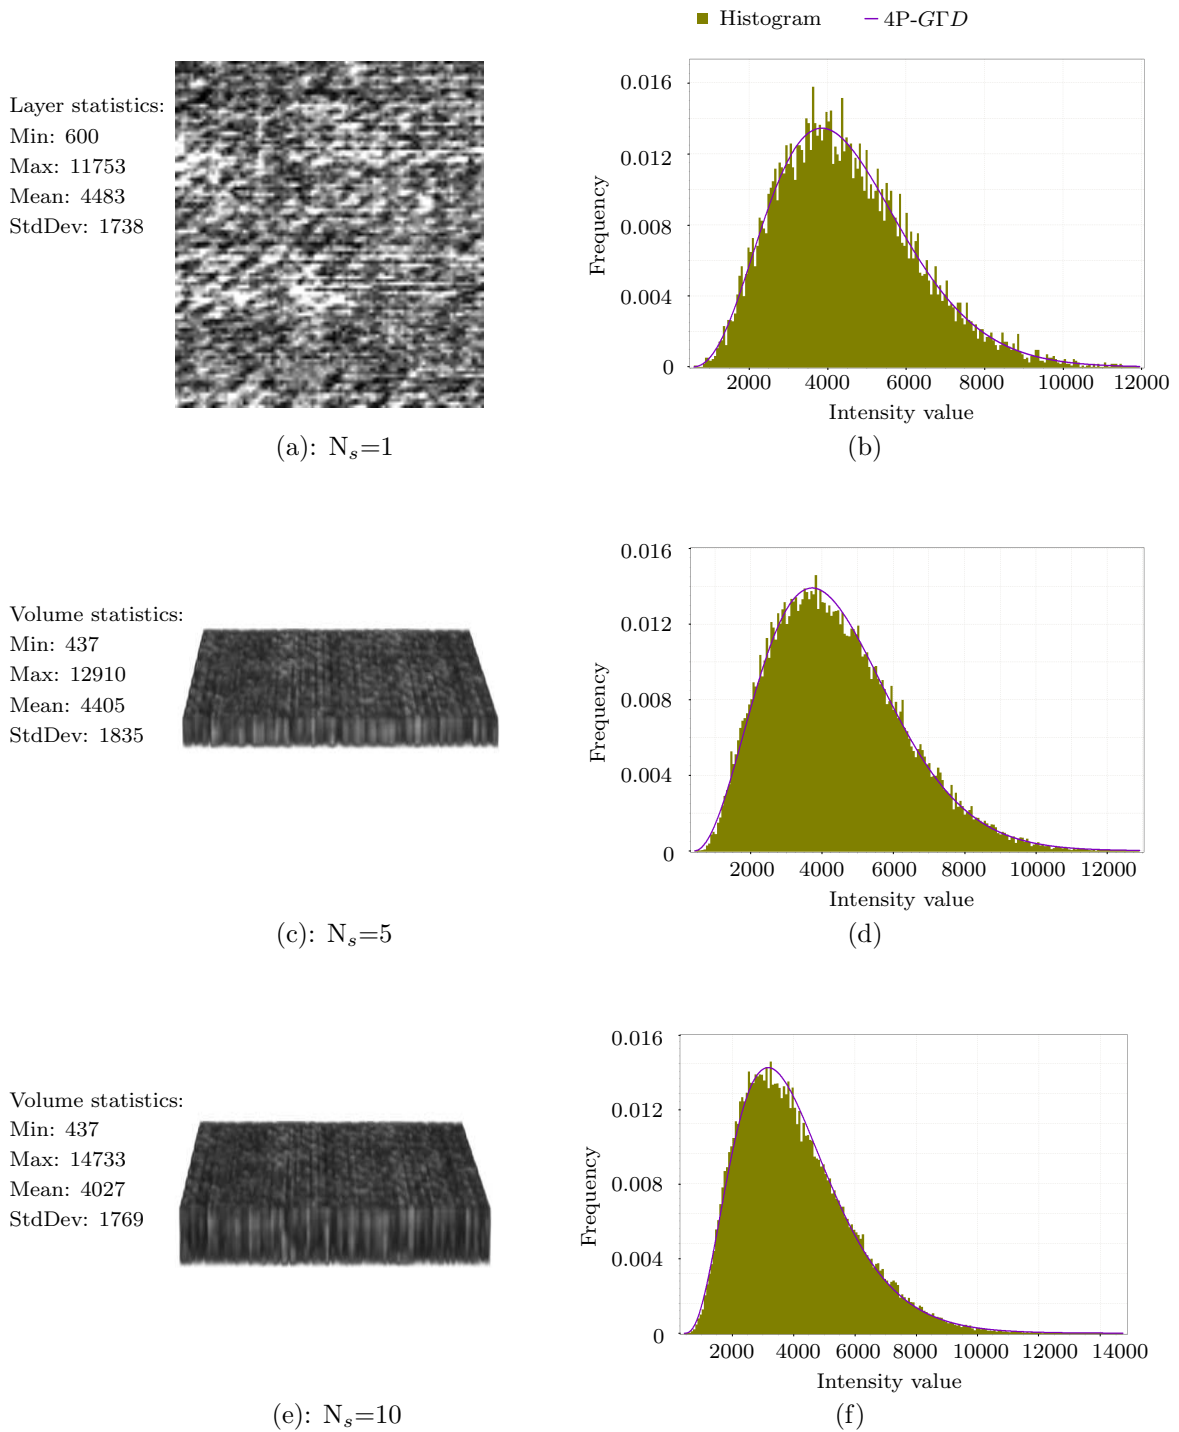 Histogram
4P-GΓD
Layer statistics:
Min: 600
Max: 11753
Mean: 4483
StdDev: 1738
0.016
0.012
0.008
0.004
0
Frequency
2000 4000 6000 8000 10000 12000
Intensity value
(a): Nₛ=1
(b)
Volume statistics:
Min: 437
Max: 12910
Mean: 4405
StdDev: 1835
0.016
0.012
0.008
0.004
0
Frequency
2000 4000 6000 8000 10000 12000
Intensity value
(c): Nₛ=5
(d)
Volume statistics:
Min: 437
Max: 14733
Mean: 4027
StdDev: 1769
0.016
0.012
0.008
0.004
0
Frequency
2000 4000 6000 8000 10000 12000 14000
Intensity value
(e): Nₛ=10
(f)